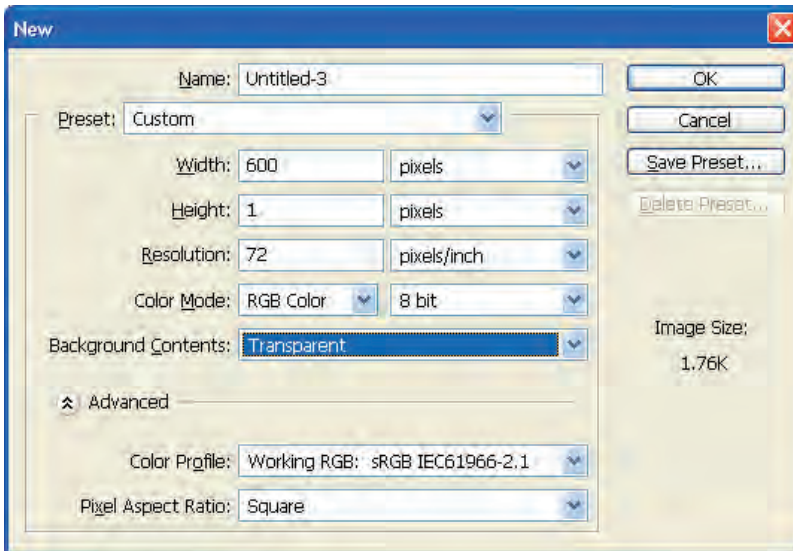 New
Name: Untitled-3
OK
Preset: Custom
Cancel
Width: 600 pixels
Save Preset...
Height: 1 pixels
Delete Preset...
Resolution: 72 pixels/inch
Color Mode: RGB Color 8 bit
Background Contents: Transparent
Image Size:
1.76K
Advanced
Color Profile: Working RGB: sRGB IEC61966-2.1
Pixel Aspect Ratio: Square